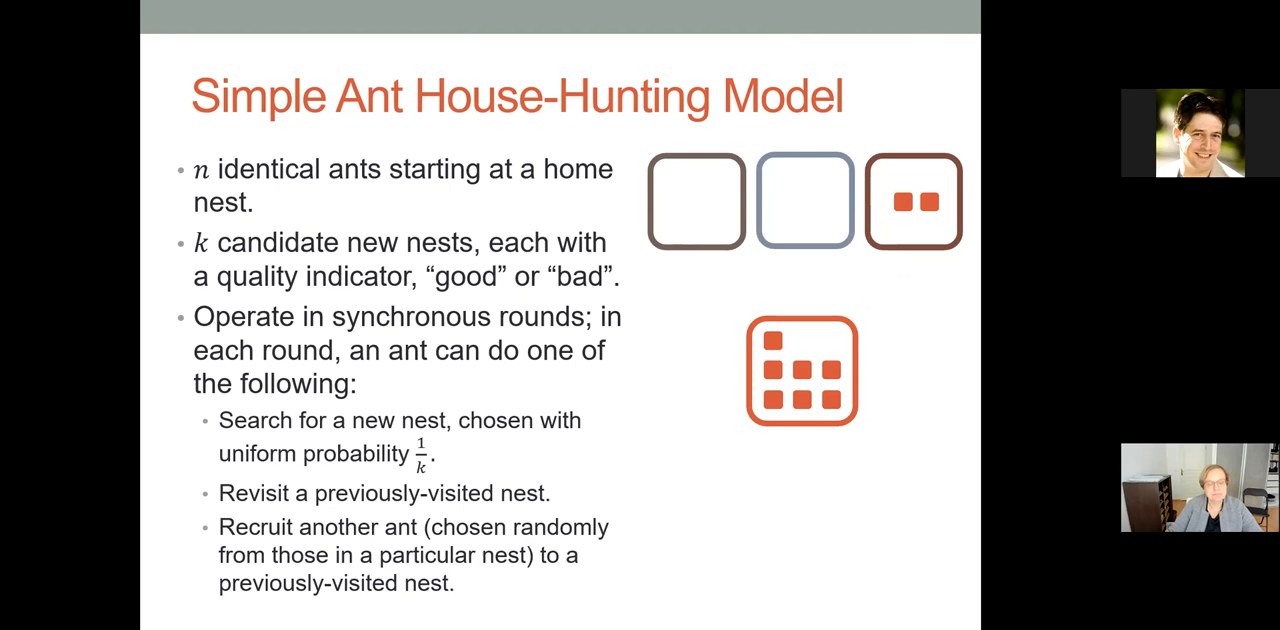 Simple Ant House-Hunting Model
• n identical ants starting at a home
nest.
• k candidate new nests, each with
a quality indicator, “good” or “bad”.
• Operate in synchronous rounds; in
each round, an ant can do one of
the following:
• Search for a new nest, chosen with
uniform probability 1/k.
• Revisit a previously-visited nest.
• Recruit another ant (chosen randomly
from those in a particular nest) to a
previously-visited nest.